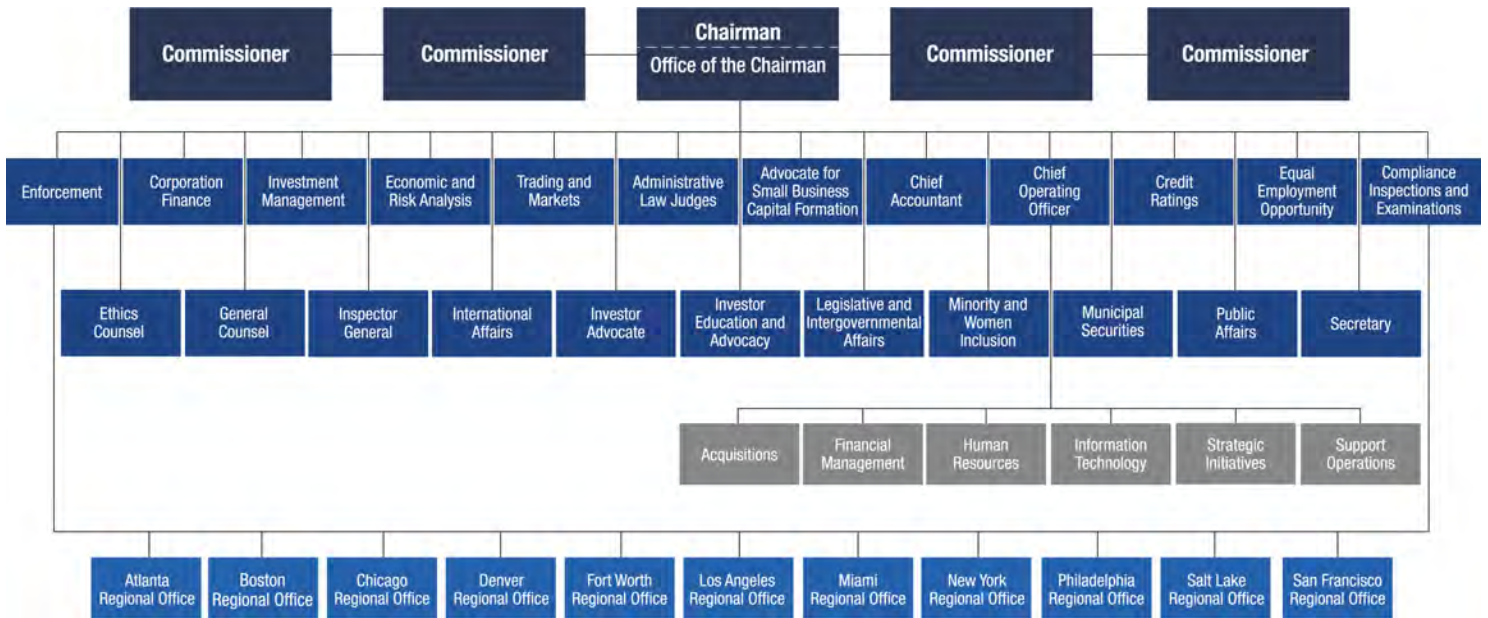 Commissioner
Commissioner
Chairman
Office of the Chairman
Commissioner
Commissioner
Enforcement
Corporation
Finance
Investment
Management
Economic and
Risk Analysis
Trading and
Markets
Administrative
Law Judges
Advocate for
Small Business
Capital Formation
Chief
Accountant
Chief
Operating
Officer
Credit
Ratings
Equal
Employment
Opportunity
Compliance
Inspections and
Examinations
Ethics
Counsel
General
Counsel
Inspector
General
International
Affairs
Investor
Advocate
Investor
Education and
Advocacy
Legislative and
Intergovernmental
Affairs
Minority and
Women
Inclusion
Municipal
Securities
Public
Affairs
Secretary
Acquisitions
Financial
Management
Human
Resources
Information
Technology
Strategic
Initiatives
Support
Operations
Atlanta
Regional Office
Boston
Regional Office
Chicago
Regional Office
Denver
Regional Office
Fort Worth
Regional Office
Los Angeles
Regional Office
Miami
Regional Office
New York
Regional Office
Philadelphia
Regional Office
Salt Lake
Regional Office
San Francisco
Regional Office